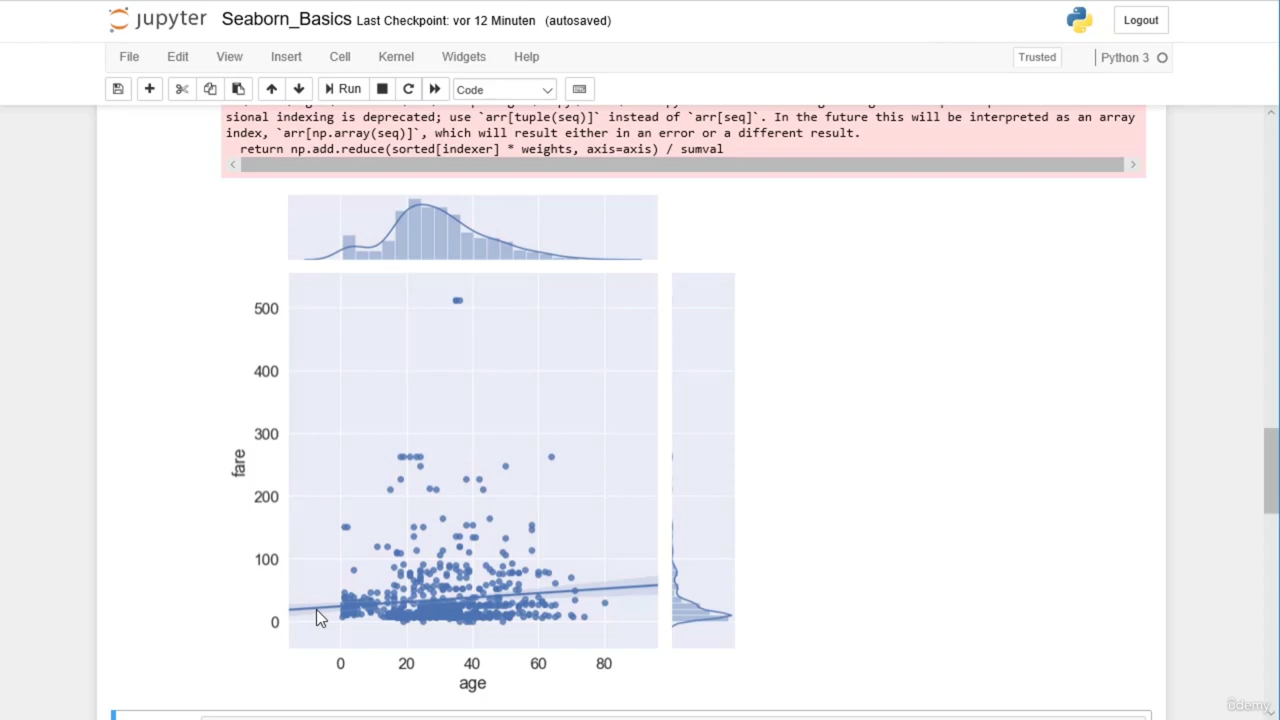 jupyter Seaborn_Basics Last Checkpoint: vor 12 Minuten (autosaved)
Logout
File Edit View Insert Cell Kernel Widgets Help
Trusted Python 3
Run Code
sional indexing is deprecated; use `arr[tuple(seq)]` instead of `arr[seq]`. In the future this will be interpreted as an array
index, `arr[np.array(seq)]`, which will result either in an error or a different result.
return np.add.reduce(sorted[indexer] * weights, axis=axis) / sumval
500
400
300
200
100
0
fare
0 20 40 60 80
age
ûdemy